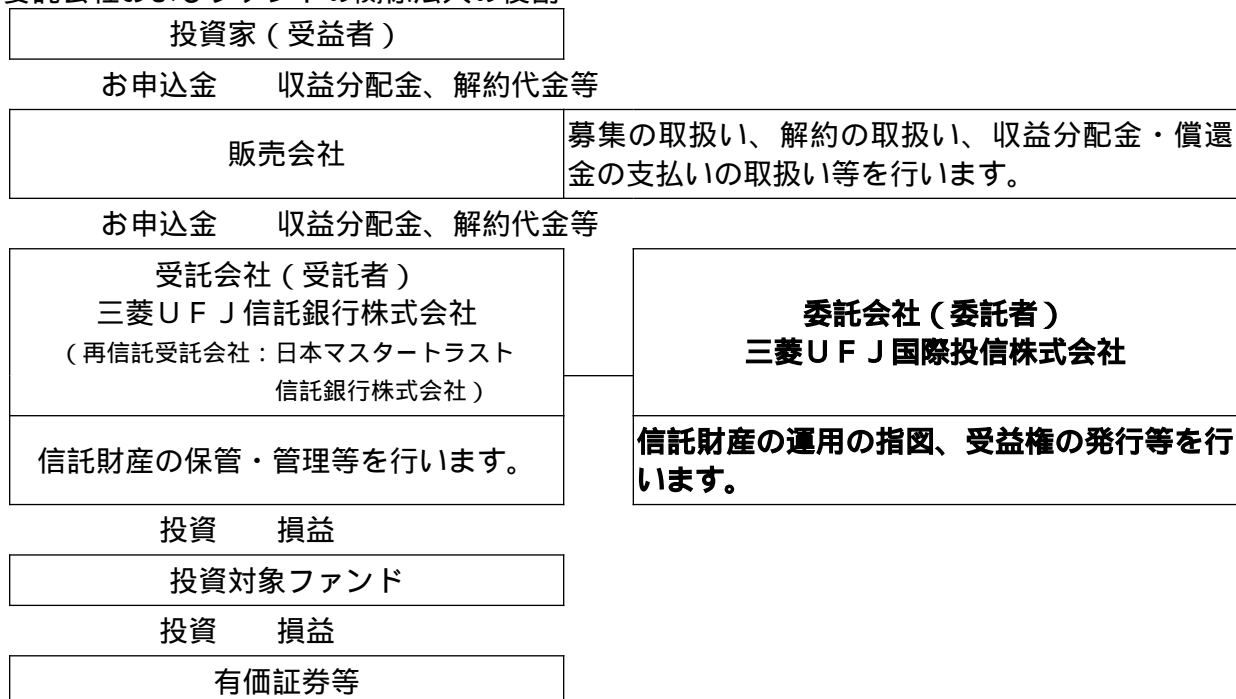 投資家（受益者）
お申込金　　収益分配金、解約代金等
販売会社
募集の取扱い、解約の取扱い、収益分配金・償還
金の支払いの取扱い等を行います。
お申込金　　収益分配金、解約代金等
受託会社（受託者）
三菱ＵＦＪ信託銀行株式会社
（再信託受託会社：日本マスタートラスト
信託銀行株式会社）
信託財産の保管・管理等を行います。
委託会社（委託者）
三菱ＵＦＪ国際投信株式会社
信託財産の運用の指図、受益権の発行等を行
います。
投資　　損益
投資対象ファンド
投資　　損益
有価証券等